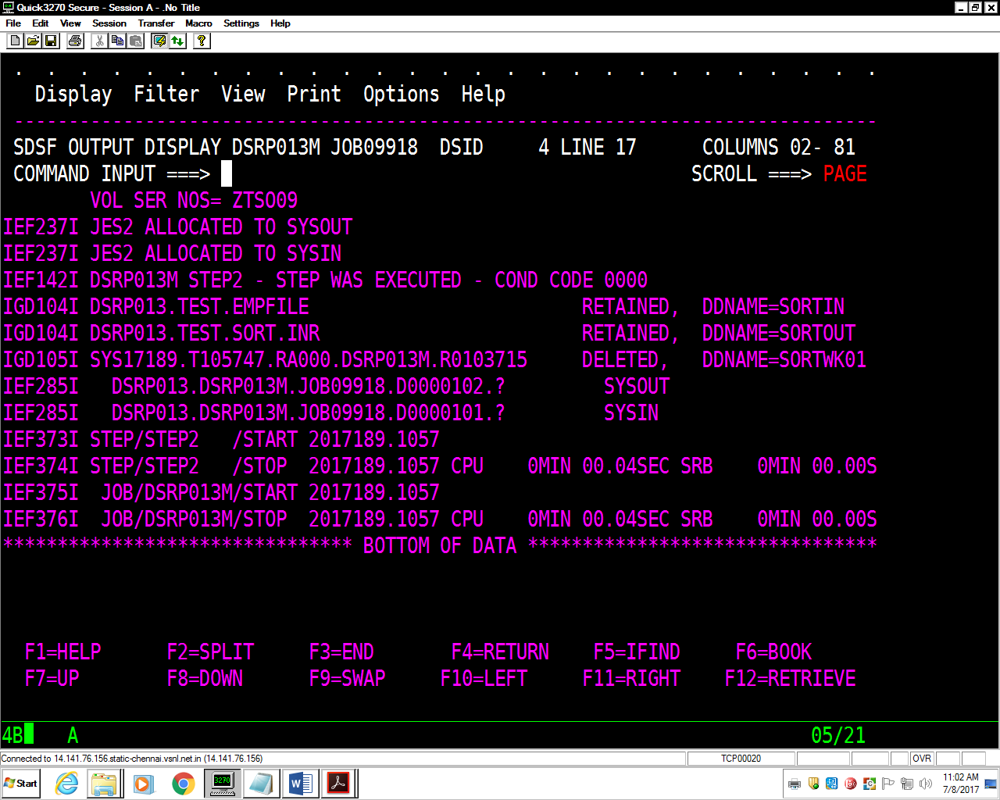 Quick3270 Secure - Session A - .No Title
File Edit View Session Transfer Macro Settings Help
. . . . . . . . . . . . . . . . . . . . . . . . . . .
Display Filter View Print Options Help
-------------------------------------------------------------------------------
SDSF OUTPUT DISPLAY DSRP013M JOB09918 DSID 4 LINE 17 COLUMNS 02- 81
COMMAND INPUT ===> SCROLL ===> PAGE
VOL SER NOS= ZTSO09
IEF237I JES2 ALLOCATED TO SYSOUT
IEF237I JES2 ALLOCATED TO SYSIN
IEF142I DSRP013M STEP2 - STEP WAS EXECUTED - COND CODE 0000
IGD104I DSRP013.TEST.EMPFILE RETAINED, DDNAME=SORTIN
IGD104I DSRP013.TEST.SORT.INR RETAINED, DDNAME=SORTOUT
IGD105I SYS17189.T105747.RA000.DSRP013M.R0103715 DELETED, DDNAME=SORTWK01
IEF285I DSRP013.DSRP013M.JOB09918.D0000102.? SYSOUT
IEF285I DSRP013.DSRP013M.JOB09918.D0000101.? SYSIN
IEF373I STEP/STEP2 /START 2017189.1057
IEF374I STEP/STEP2 /STOP 2017189.1057 CPU 0MIN 00.04SEC SRB 0MIN 00.00S
IEF375I JOB/DSRP013M/START 2017189.1057
IEF376I JOB/DSRP013M/STOP 2017189.1057 CPU 0MIN 00.04SEC SRB 0MIN 00.00S
******************************** BOTTOM OF DATA ********************************
F1=HELP F2=SPLIT F3=END F4=RETURN F5=IFIND F6=BOOK
F7=UP F8=DOWN F9=SWAP F10=LEFT F11=RIGHT F12=RETRIEVE
4B A 05/21
Connected to 14.141.76.156.static-chennai.vsnl.net.in (14.141.76.156) TCP00020 OVR
Start 3270 11:02 AM
7/8/2017